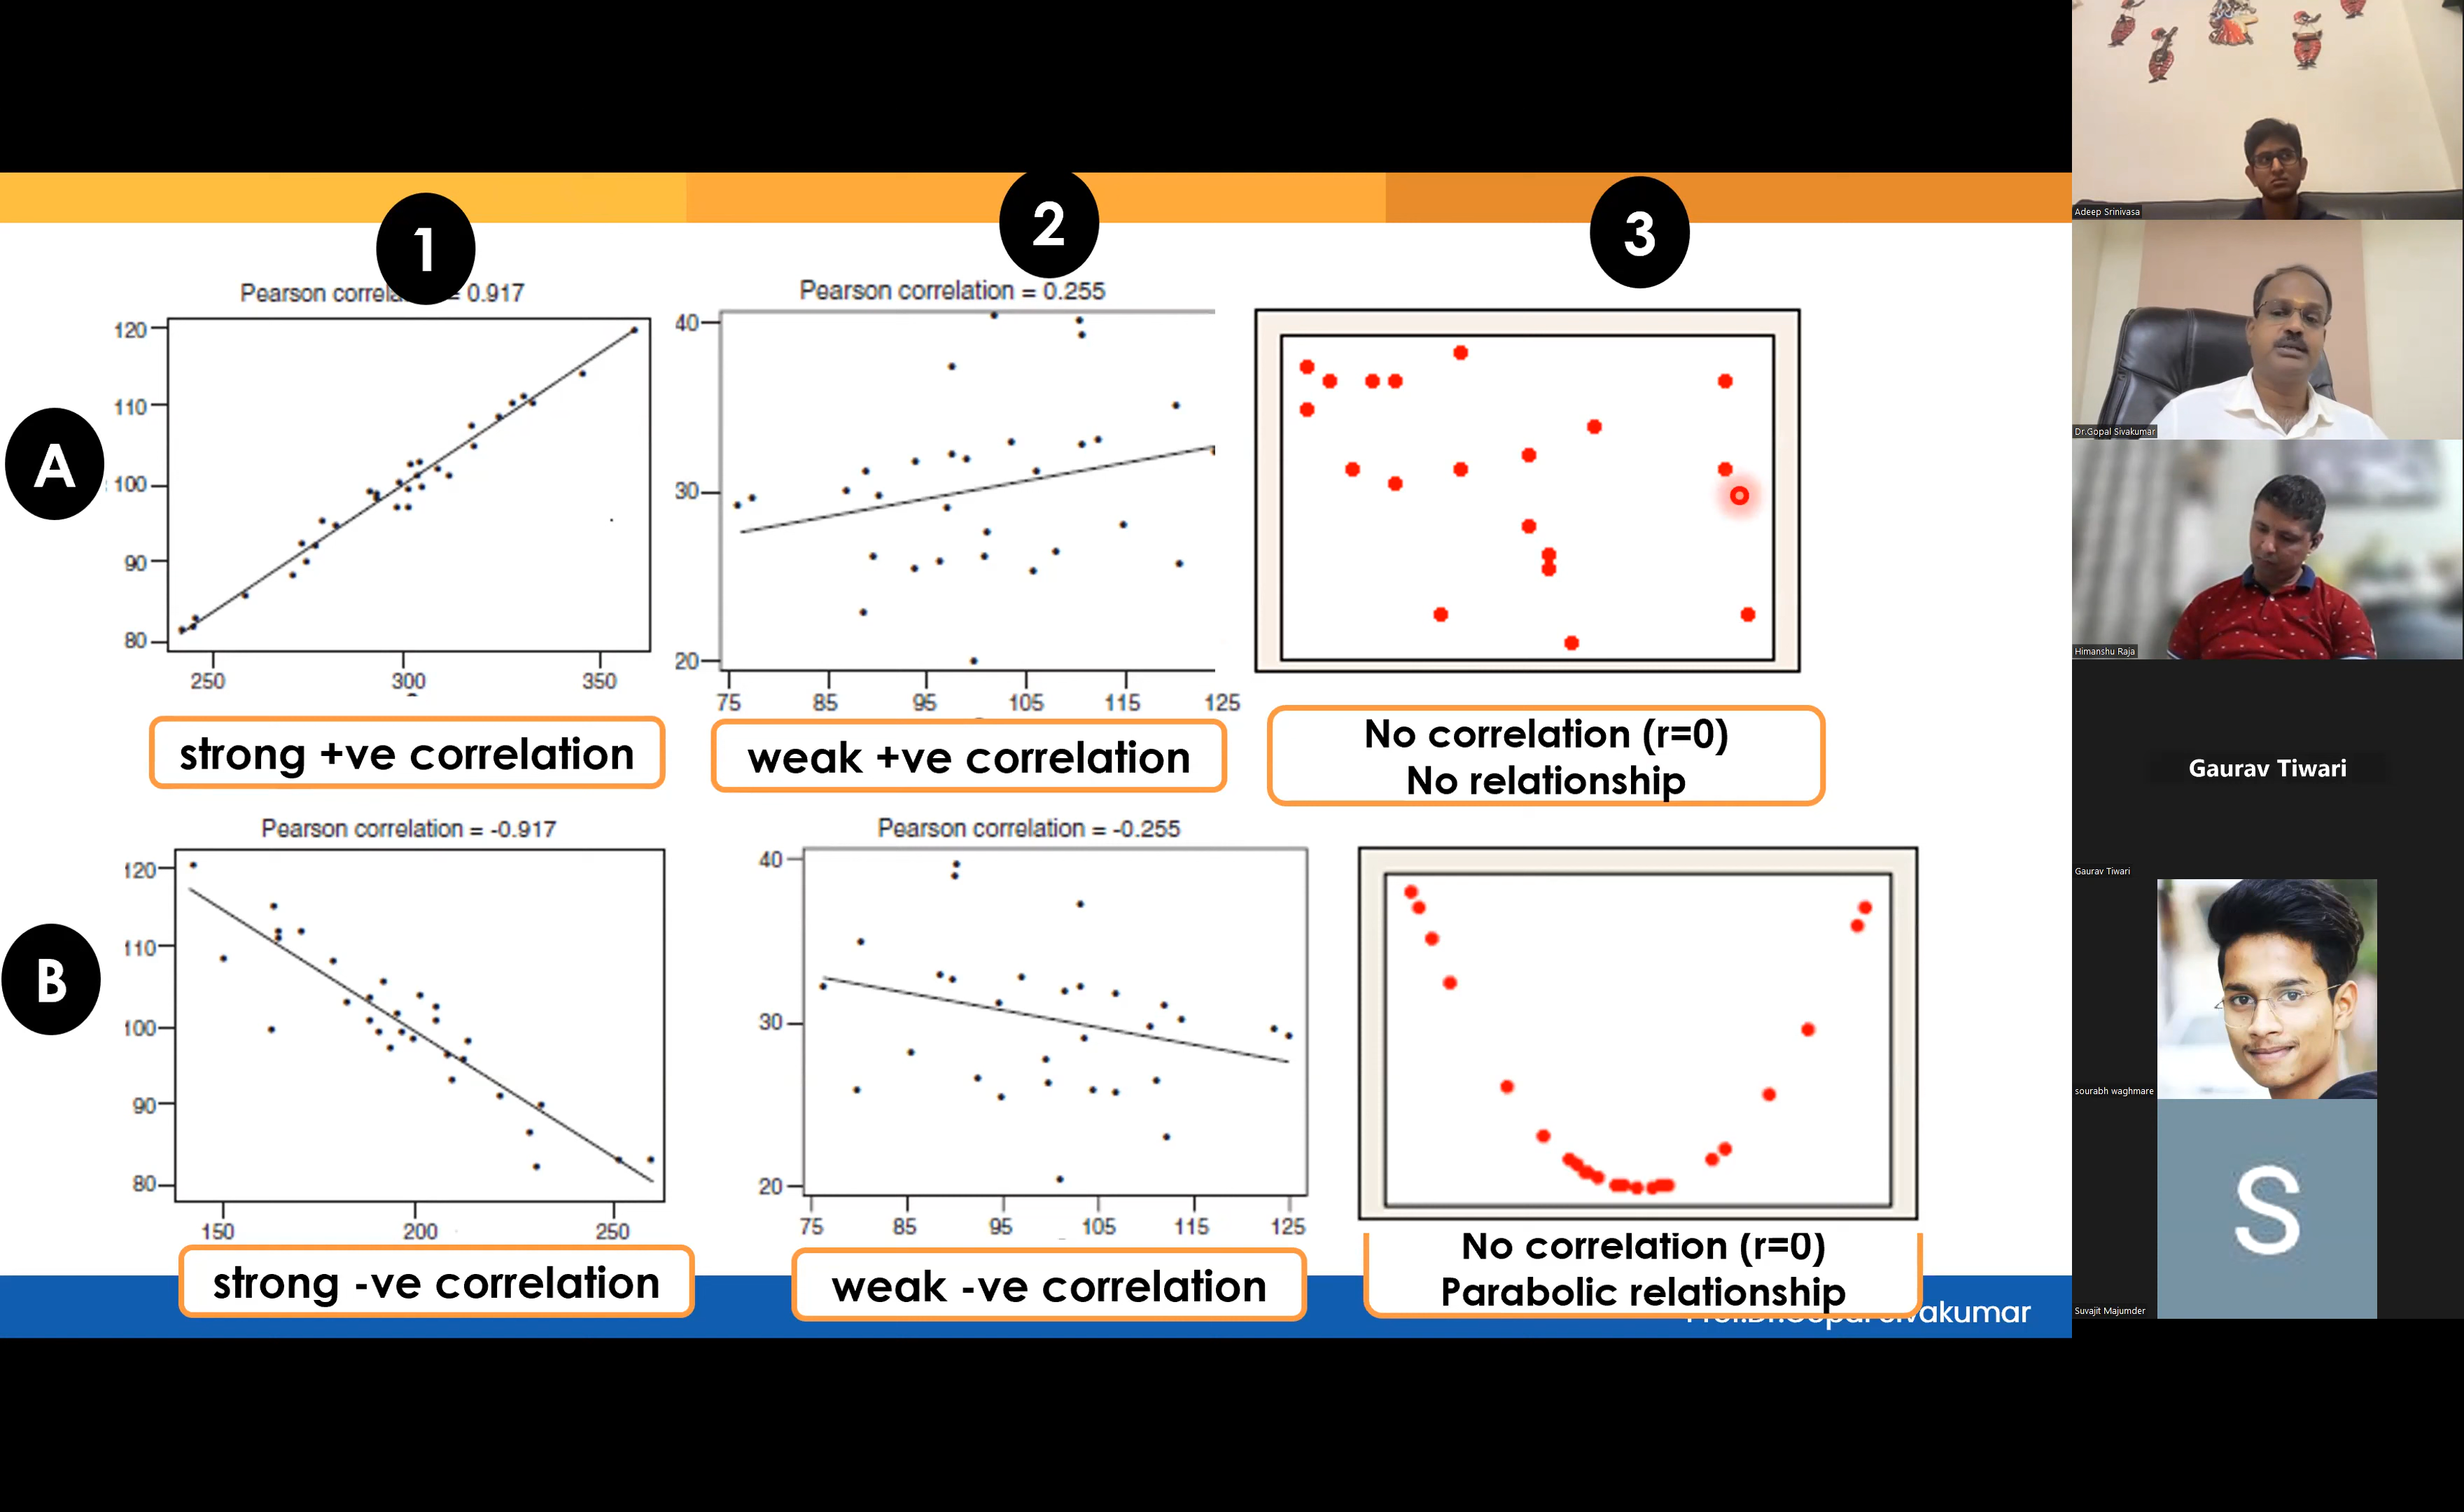 1
2
3
A
Pearson correla = 0.917
120
110
100
90
80
250
300
350
strong +ve correlation
Pearson correlation = 0.255
40
30
20
75
85
95
105
115
125
weak +ve correlation
No correlation (r=0)
No relationship
B
Pearson correlation = -0.917
120
110
100
90
80
150
200
250
strong -ve correlation
Pearson correlation = -0.255
40
30
20
75
85
95
105
115
125
weak -ve correlation
No correlation (r=0)
Parabolic relationship
Adeep Srinivasa
Dr.Gopal Sivakumar
Himanshu Raja
Gaurav Tiwari
Gaurav Tiwari
sourabh waghmare
S
Suvajit Majumder